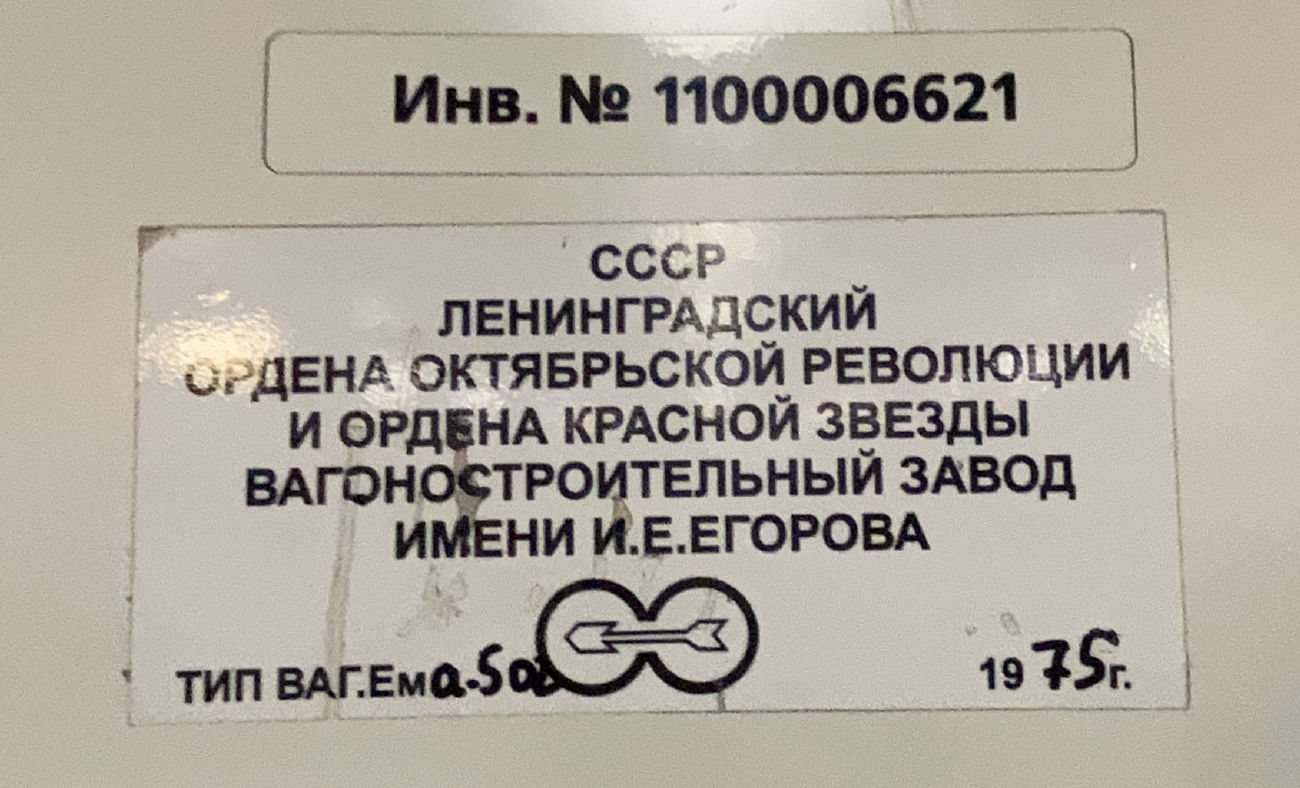 Инв. № 1100006621
СССР
ЛЕНИНГРАДСКИЙ
ОРДЕНА ОКТЯБРЬСКОЙ РЕВОЛЮЦИИ
И ОРДЕНА КРАСНОЙ ЗВЕЗДЫ
ВАГОНОСТРОИТЕЛЬНЫЙ ЗАВОД
ИМЕНИ И.Е.ЕГОРОВА
ТИП ВАГ.Ема-502
1975г.